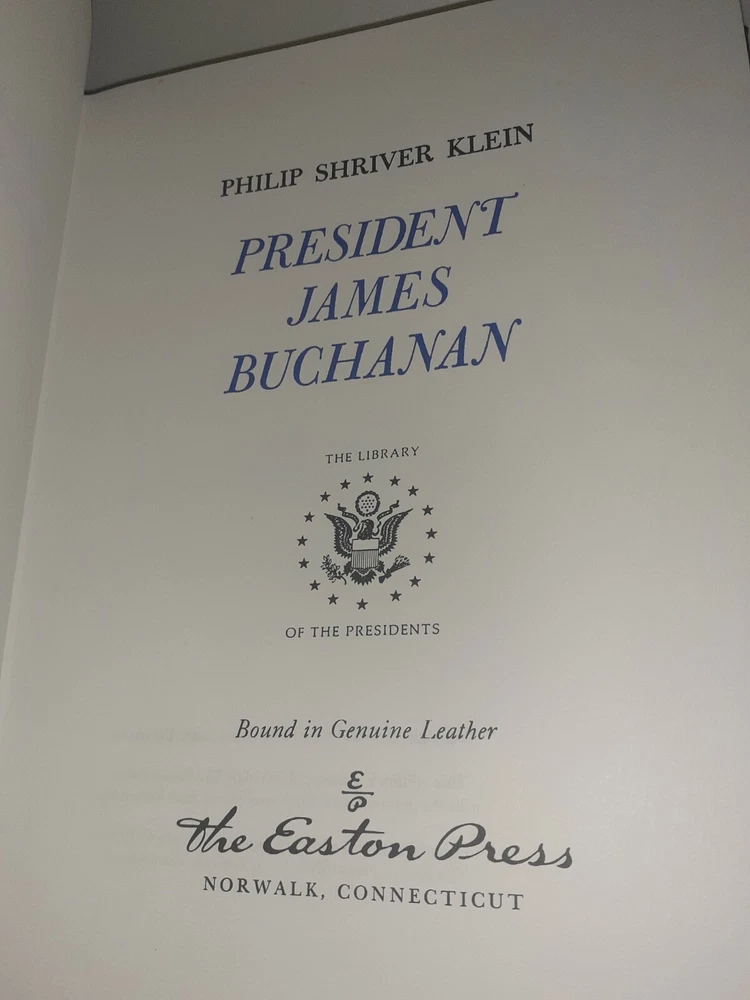 PHILIP SHRIVER KLEIN
PRESIDENT
JAMES
BUCHANAN
THE LIBRARY
OF THE PRESIDENTS
Bound in Genuine Leather
E
P
The Easton Press
NORWALK, CONNECTICUT